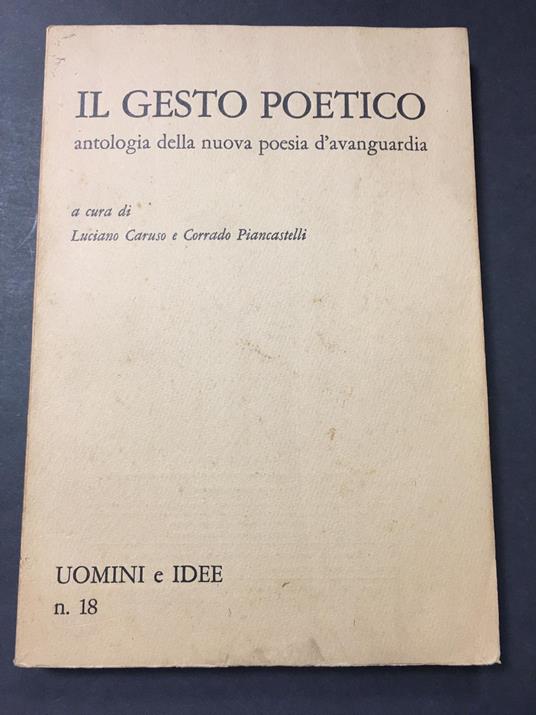 IL GESTO POETICO
antologia della nuova poesia d'avanguardia
a cura di
Luciano Caruso e Corrado Piancastelli
UOMINI e IDEE
n. 18